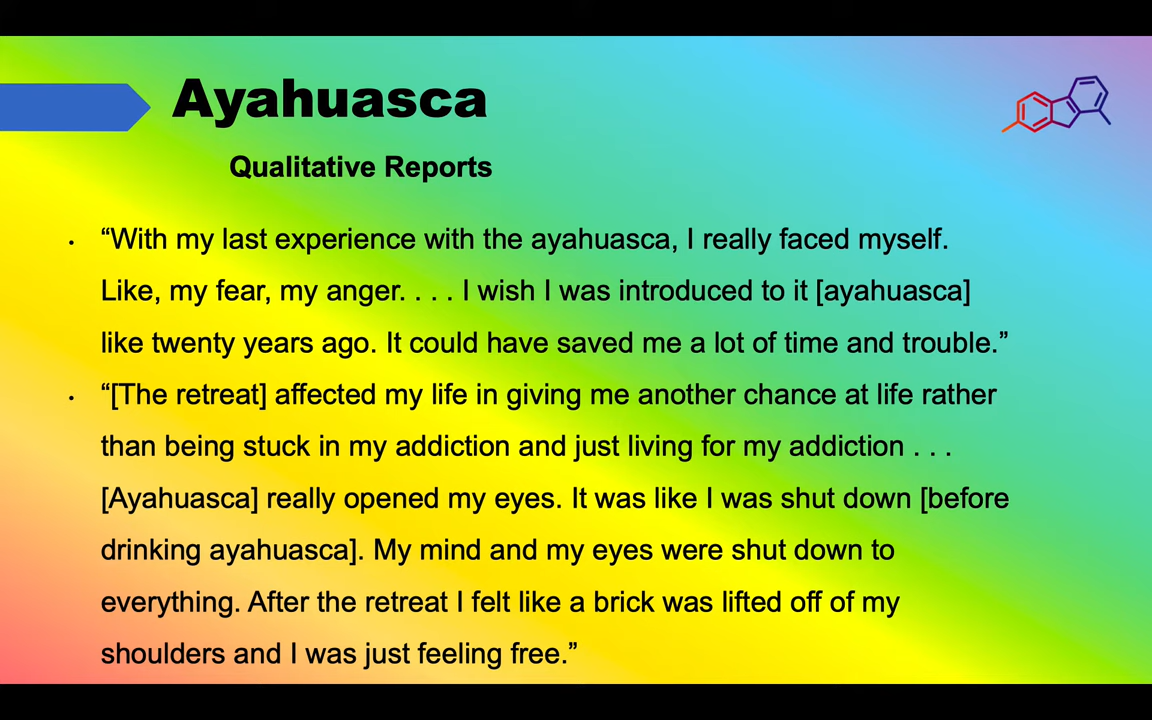 Ayahuasca
Qualitative Reports
• “With my last experience with the ayahuasca, I really faced myself.
Like, my fear, my anger. . . . I wish I was introduced to it [ayahuasca]
like twenty years ago. It could have saved me a lot of time and trouble.”
• “[The retreat] affected my life in giving me another chance at life rather
than being stuck in my addiction and just living for my addiction . . .
[Ayahuasca] really opened my eyes. It was like I was shut down [before
drinking ayahuasca]. My mind and my eyes were shut down to
everything. After the retreat I felt like a brick was lifted off of my
shoulders and I was just feeling free.”